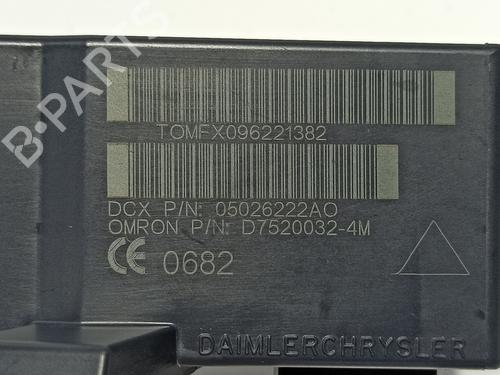 B-PARTS
TOMFX096221382
DCX P/N: 05026222AO
OMRON P/N: D7520032-4M
CE 0682
DAIMLERCHRYSLER